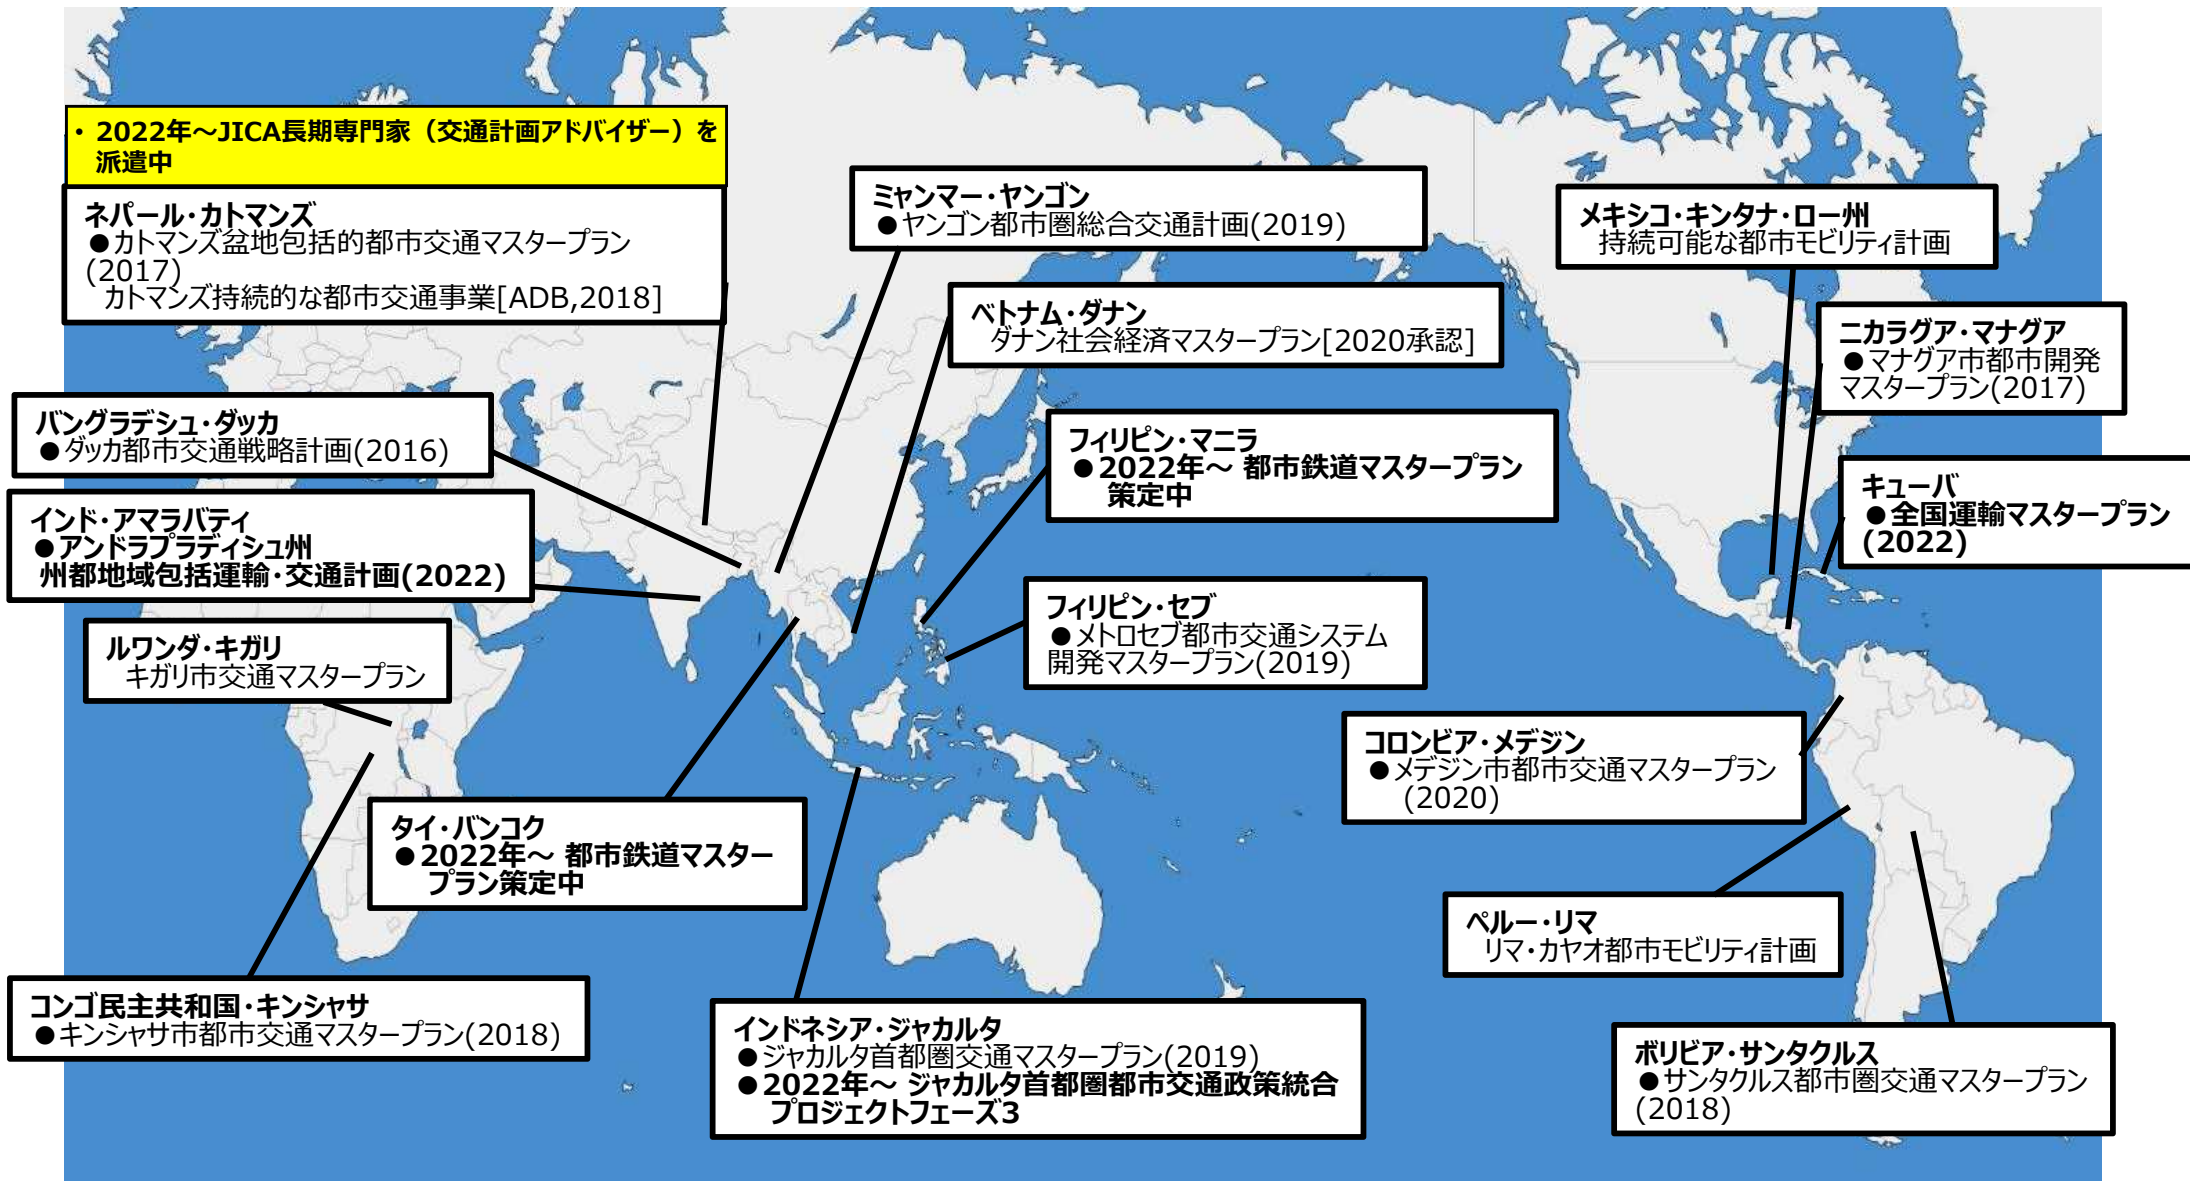 ・ 2022年～JICA長期専門家（交通計画アドバイザー）を
派遣中
ネパール・カトマンズ
●カトマンズ盆地包括的都市交通マスタープラン
(2017)
カトマンズ持続的な都市交通事業[ADB,2018]
ミャンマー・ヤンゴン
●ヤンゴン都市圏総合交通計画(2019)
メキシコ・キンタナ・ロー州
持続可能な都市モビリティ計画
ベトナム・ダナン
ダナン社会経済マスタープラン[2020承認]
ニカラグア・マナグア
●マナグア市都市開発
マスタープラン(2017)
バングラデシュ・ダッカ
●ダッカ都市交通戦略計画(2016)
フィリピン・マニラ
●2022年～ 都市鉄道マスタープラン
策定中
キューバ
●全国運輸マスタープラン
(2022)
インド・アマラバティ
●アンドラプラディシュ州
州都地域包括運輸・交通計画(2022)
フィリピン・セブ
●メトロセブ都市交通システム
開発マスタープラン(2019)
ルワンダ・キガリ
キガリ市交通マスタープラン
コロンビア・メデジン
●メデジン市都市交通マスタープラン
(2020)
タイ・バンコク
●2022年～ 都市鉄道マスター
プラン策定中
ペルー・リマ
リマ・カヤオ都市モビリティ計画
コンゴ民主共和国・キンシャサ
●キンシャサ市都市交通マスタープラン(2018)
インドネシア・ジャカルタ
●ジャカルタ首都圏交通マスタープラン(2019)
●2022年～ ジャカルタ首都圏都市交通政策統合
プロジェクトフェーズ3
ボリビア・サンタクルス
●サンタクルス都市圏交通マスタープラン
(2018)